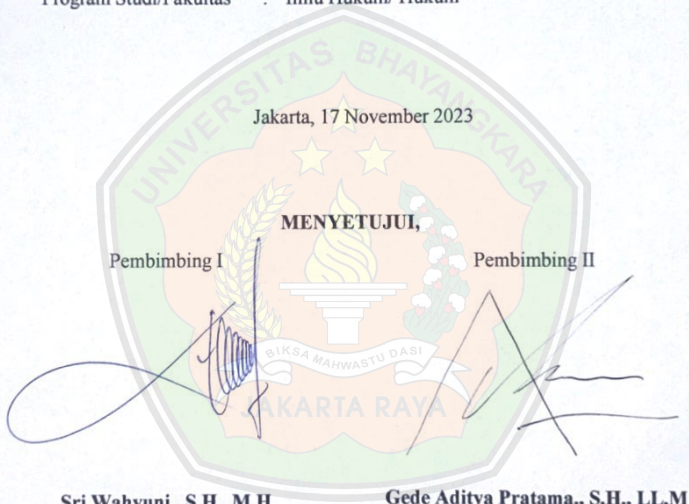 Program Studi/Fakultas : Ilmu Hukum/ Hukum
UNIVERSITAS BHAYANGKARA
Jakarta, 17 November 2023
MENYETUJUI,
Pembimbing I Pembimbing II
BIKSA MAHWASTU DASI
JAKARTA RAYA
Sri Wahyuni., S.H., M.H. Gede Aditya Pratama., S.H., LL.M